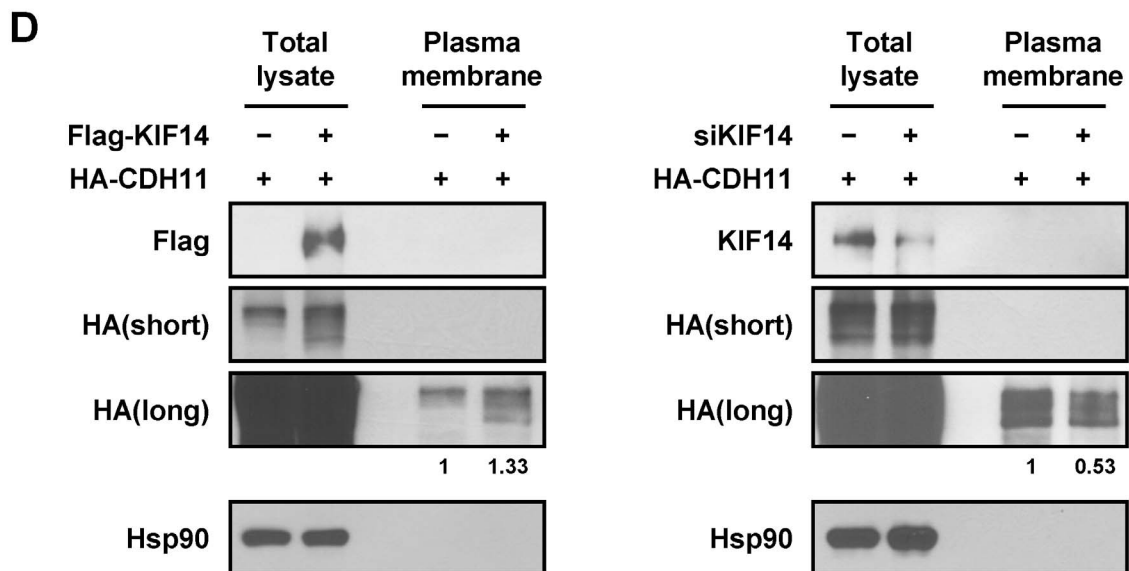 D
Total lysate Plasma membrane
Flag-KIF14 – + – +
HA-CDH11 + + + +
Flag
HA(short)
HA(long)
1 1.33
Hsp90
Total lysate Plasma membrane
siKIF14 – + – +
HA-CDH11 + + + +
KIF14
HA(short)
HA(long)
1 0.53
Hsp90